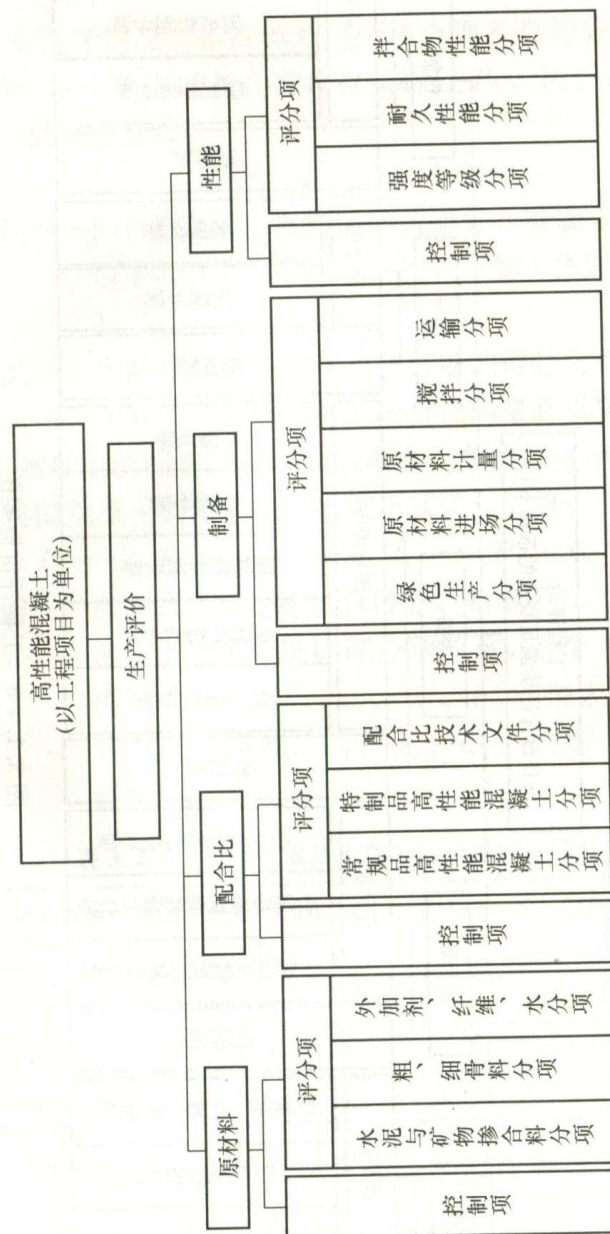 高性能混凝土
(以工程项目为单位)
生产评价
原材料
配合比
制备
性能
控制项
评分项
水泥与矿物掺合料分项
粗、细骨料分项
外加剂、纤维、水分项
控制项
评分项
常规品高性能混凝土分项
特制品高性能混凝土分项
配合比技术文件分项
控制项
评分项
绿色生产分项
原材料进场分项
原材料计量分项
搅拌分项
运输分项
控制项
评分项
强度等级分项
耐久性能分项
拌合物性能分项